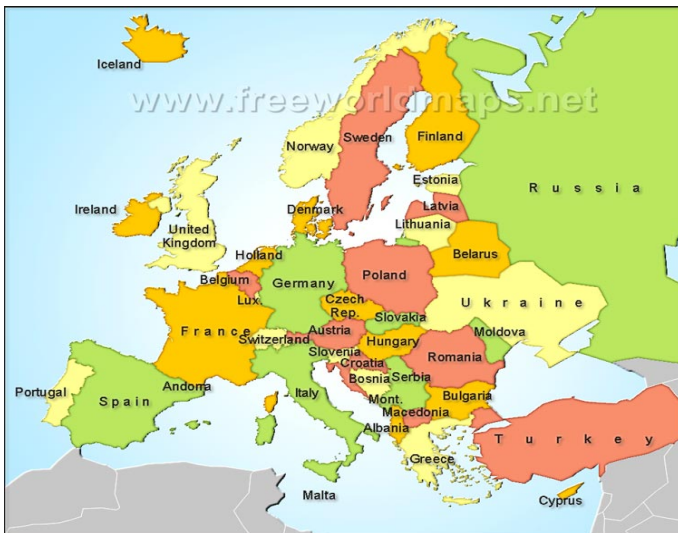 Iceland
www.freeworldmaps.net
Norway
Sweden
Finland
Estonia
Russia
Latvia
Ireland
United
Kingdom
Denmark
Lithuania
Holland
Belarus
Belgium
Germany
Poland
Lux.
Czech
Rep.
Ukraine
Slovakia
France
Switzerland
Austria
Hungary
Moldova
Slovenia
Croatia
Romania
Bosnia
Serbia
Andorra
Portugal
Spain
Italy
Mont.
Bulgaria
Macedonia
Albania
Turkey
Greece
Malta
Cyprus